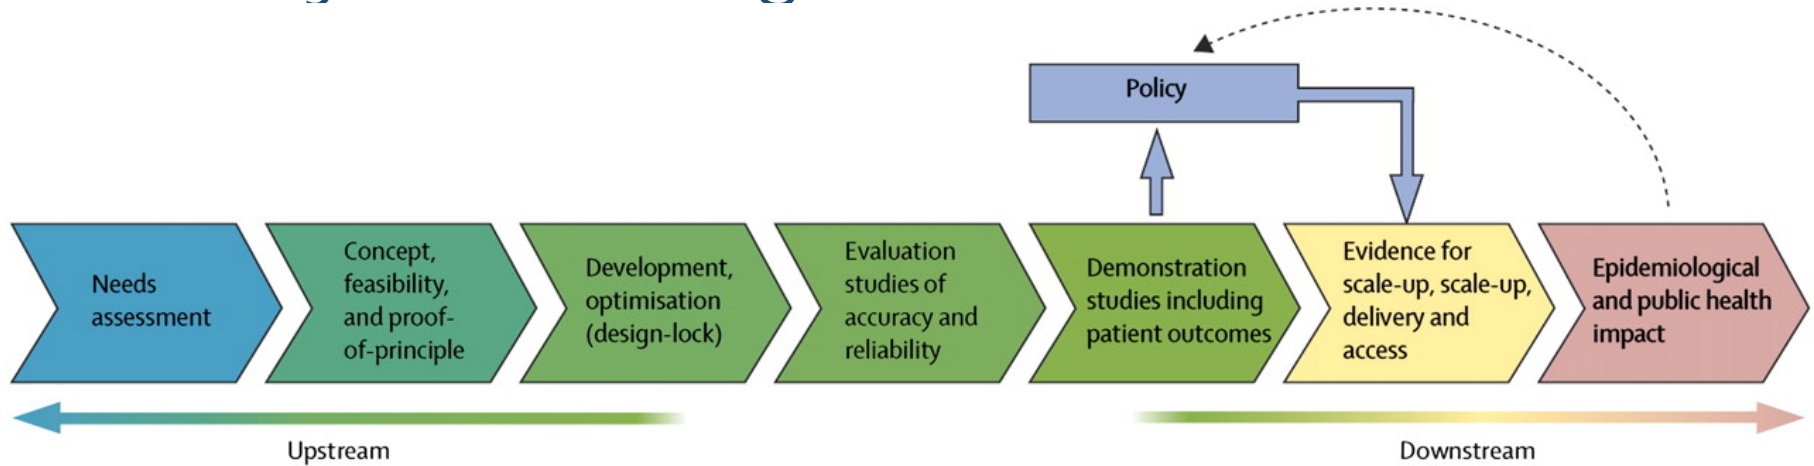 Policy
Needs
assessment
Concept,
feasibility,
and proof-
of-principle
Development,
optimisation
(design-lock)
Evaluation
studies of
accuracy and
reliability
Demonstration
studies including
patient outcomes
Evidence for
scale-up, scale-up,
delivery and
access
Epidemiological
and public health
impact
Upstream
Downstream